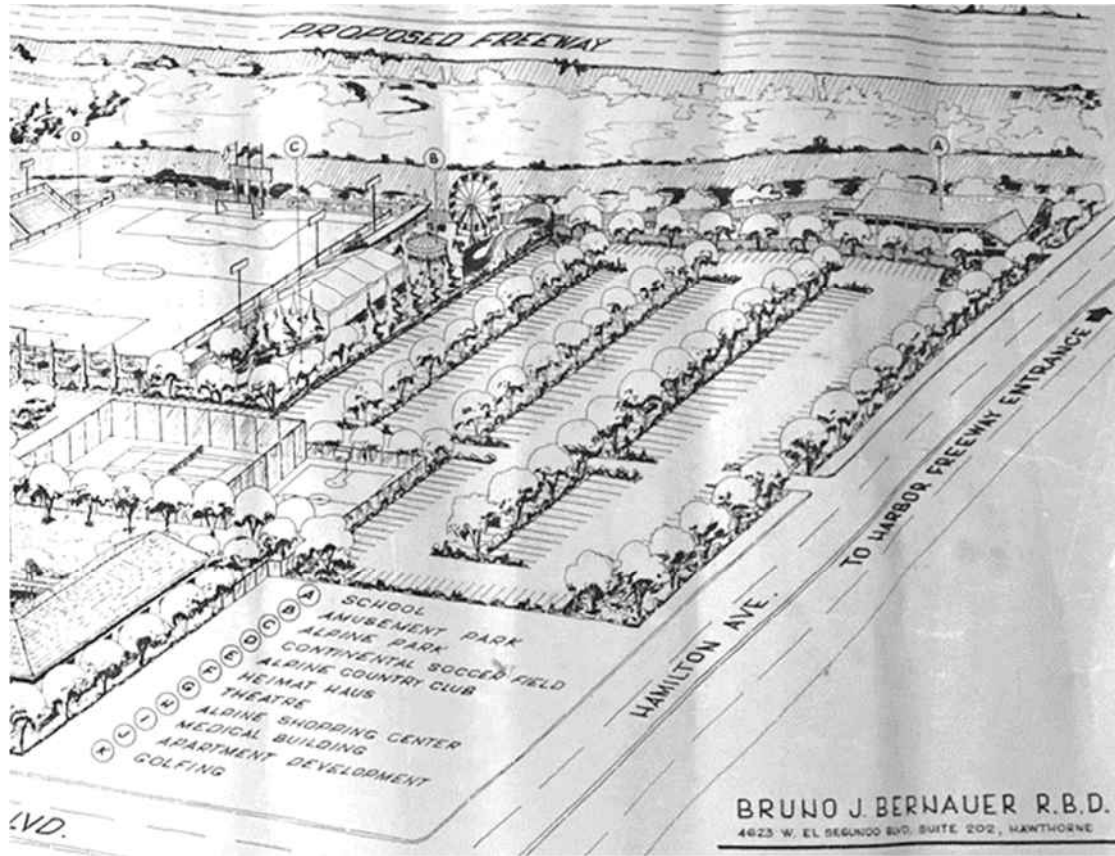 PROPOSED FREEWAY
D
C
B
A
TO HARBOR FREEWAY ENTRANCE
HAMILTON AVE.
A SCHOOL
B AMUSEMENT PARK
C ALPINE PARK
D CONTINENTAL SOCCER FIELD
E ALPINE COUNTRY CLUB
F HEIMAT HAUS
G THEATRE
H ALPINE SHOPPING CENTER
I MEDICAL BUILDING
J APARTMENT DEVELOPMENT
K GOLFING
LVD.
BRUNO J. BERNAUER R.B.D.
4623 W. EL SEGUNDO BLVD. SUITE 202, HAWTHORNE